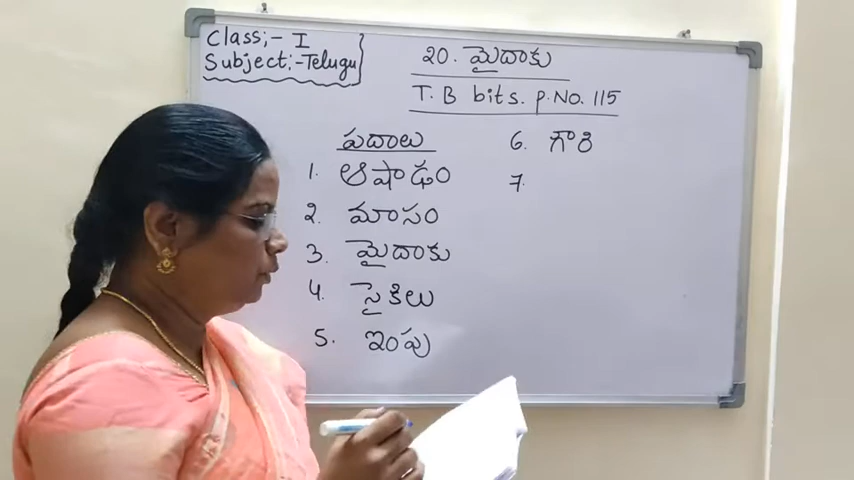 Class:- I
Subject:-Telugu
20. మైదాకు
T.B bits. P.NO. 115
పదాలు
1. ఆషాఢం
2. మాసం
3. మైదాకు
4. సైకిలు
5. ఇంపు
6. గౌరి
7.